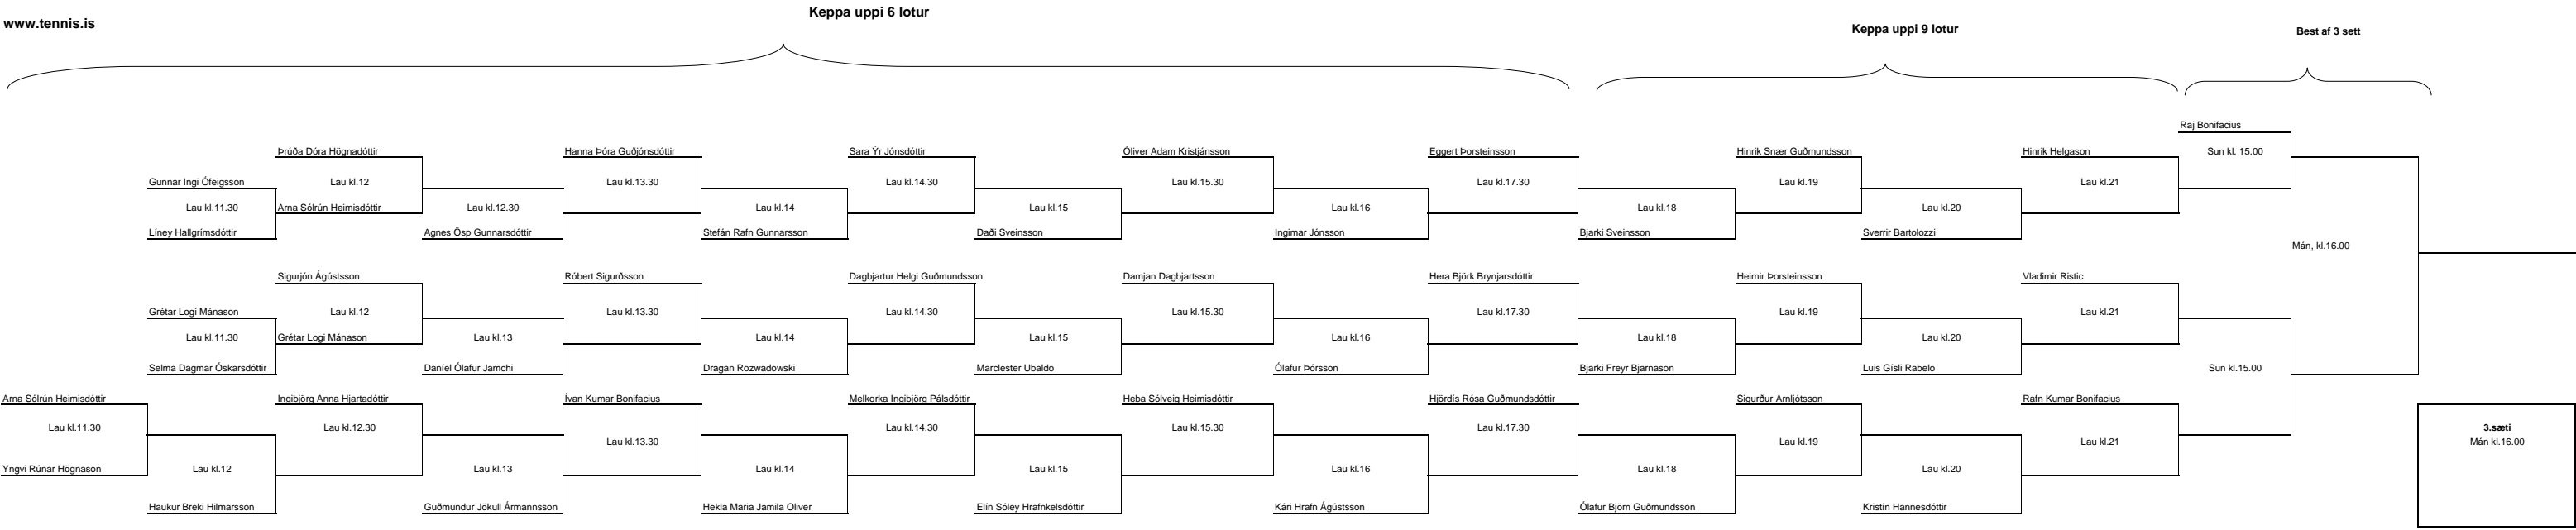 Keppa uppi 6 lotur
www.tennis.is
Keppa uppi 9 lotur
Best af 3 sett
Raj Bonifacius
Þrúða Dóra Högnadóttir
Hanna Þóra Guðjónsdóttir
Sara Ýr Jónsdóttir
Óliver Adam Kristjánsson
Eggert Þorsteinsson
Hinrik Snær Guðmundsson
Hinrik Helgason
Sun kl. 15.00
Gunnar Ingi Ófeigsson
Lau kl.12
Lau kl.13.30
Lau kl.14.30
Lau kl.15.30
Lau kl.17.30
Lau kl.19
Lau kl.21
Lau kl.11.30
Arna Sólrún Heimisdóttir
Lau kl.12.30
Lau kl.14
Lau kl.15
Lau kl.16
Lau kl.18
Lau kl.20
Líney Hallgrímsdóttir
Agnes Ösp Gunnarsdóttir
Stefán Rafn Gunnarsson
Daði Sveinsson
Ingimar Jónsson
Bjarki Sveinsson
Sverrir Bartolozzi
Mán, kl.16.00
Sigurjón Ágústsson
Róbert Sigurðsson
Dagbjartur Helgi Guðmundsson
Damjan Dagbjartsson
Hera Björk Brynjarsdóttir
Heimir Þorsteinsson
Vladimir Ristic
Grétar Logi Mánason
Lau kl.12
Lau kl.13.30
Lau kl.14.30
Lau kl.15.30
Lau kl.17.30
Lau kl.19
Lau kl.21
Lau kl.11.30
Grétar Logi Mánason
Lau kl.13
Lau kl.14
Lau kl.15
Lau kl.16
Lau kl.18
Lau kl.20
Selma Dagmar Óskarsdóttir
Daníel Ólafur Jamchi
Dragan Rozwadowski
Marclester Ubaldo
Ólafur Þórsson
Bjarki Freyr Bjarnason
Luis Gísli Rabelo
Sun kl.15.00
Arna Sólrún Heimisdóttir
Ingibjörg Anna Hjartadóttir
Ívan Kumar Bonifacius
Melkorka Ingibjörg Pálsdóttir
Heba Sólveig Heimisdóttir
Hjördís Rósa Guðmundsdóttir
Sigurður Arnljótsson
Rafn Kumar Bonifacius
Lau kl.11.30
Lau kl.12.30
Lau kl.13.30
Lau kl.14.30
Lau kl.15.30
Lau kl.17.30
Lau kl.19
Lau kl.21
3.sæti
Mán kl.16.00
Yngvi Rúnar Högnason
Lau kl.12
Lau kl.13
Lau kl.14
Lau kl.15
Lau kl.16
Lau kl.18
Lau kl.20
Haukur Breki Hilmarsson
Guðmundur Jökull Ármannsson
Hekla Maria Jamila Oliver
Elín Sóley Hrafnkelsdóttir
Kári Hrafn Ágústsson
Ólafur Björn Guðmundsson
Kristín Hannesdóttir